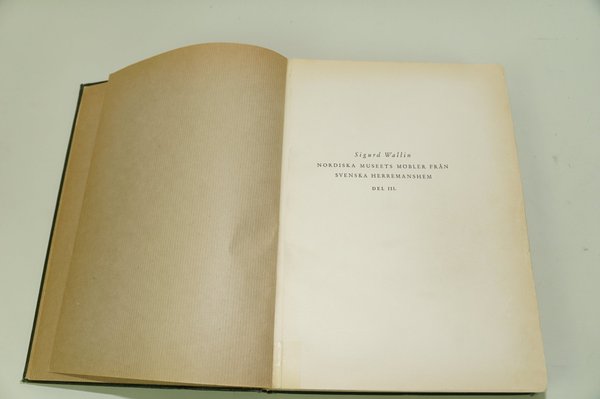 Sigurd Wallin
NORDISKA MUSEETS MÖBLER FRÅN
SVENSKA HERREMANSHEM
DEL III.